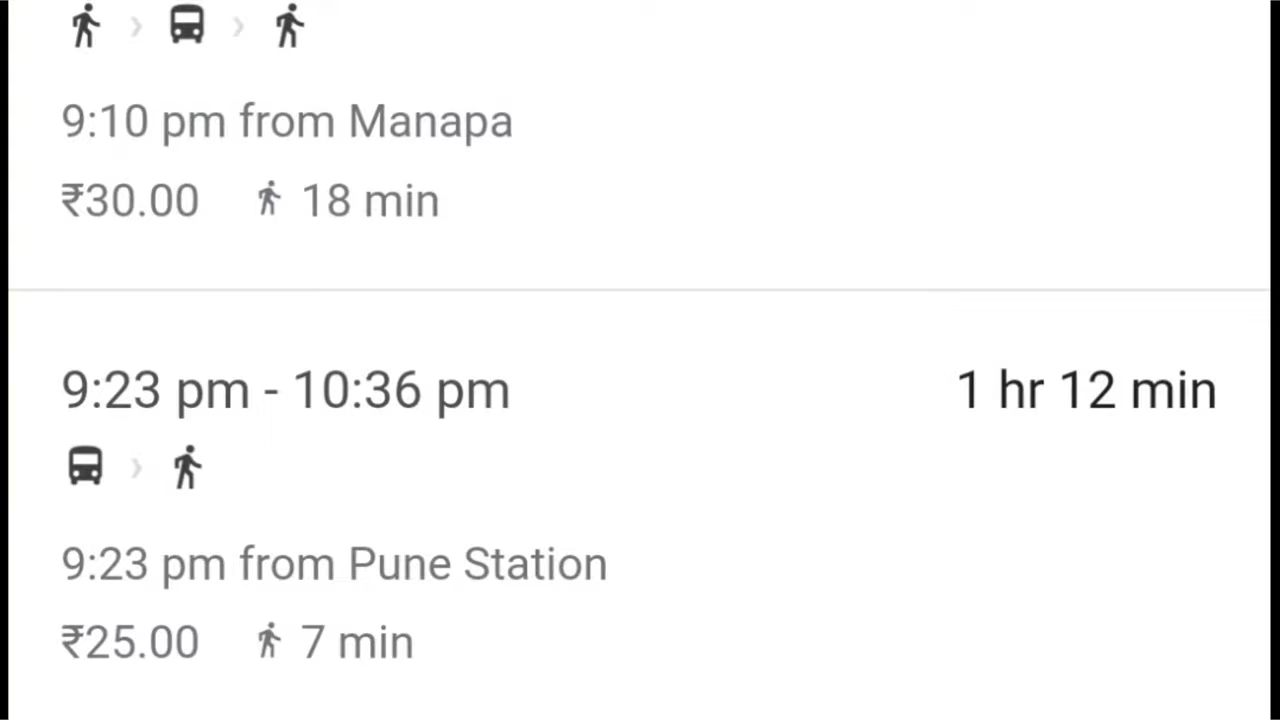 9:10 pm from Manapa
₹30.00 18 min
9:23 pm - 10:36 pm 1 hr 12 min
9:23 pm from Pune Station
₹25.00 7 min